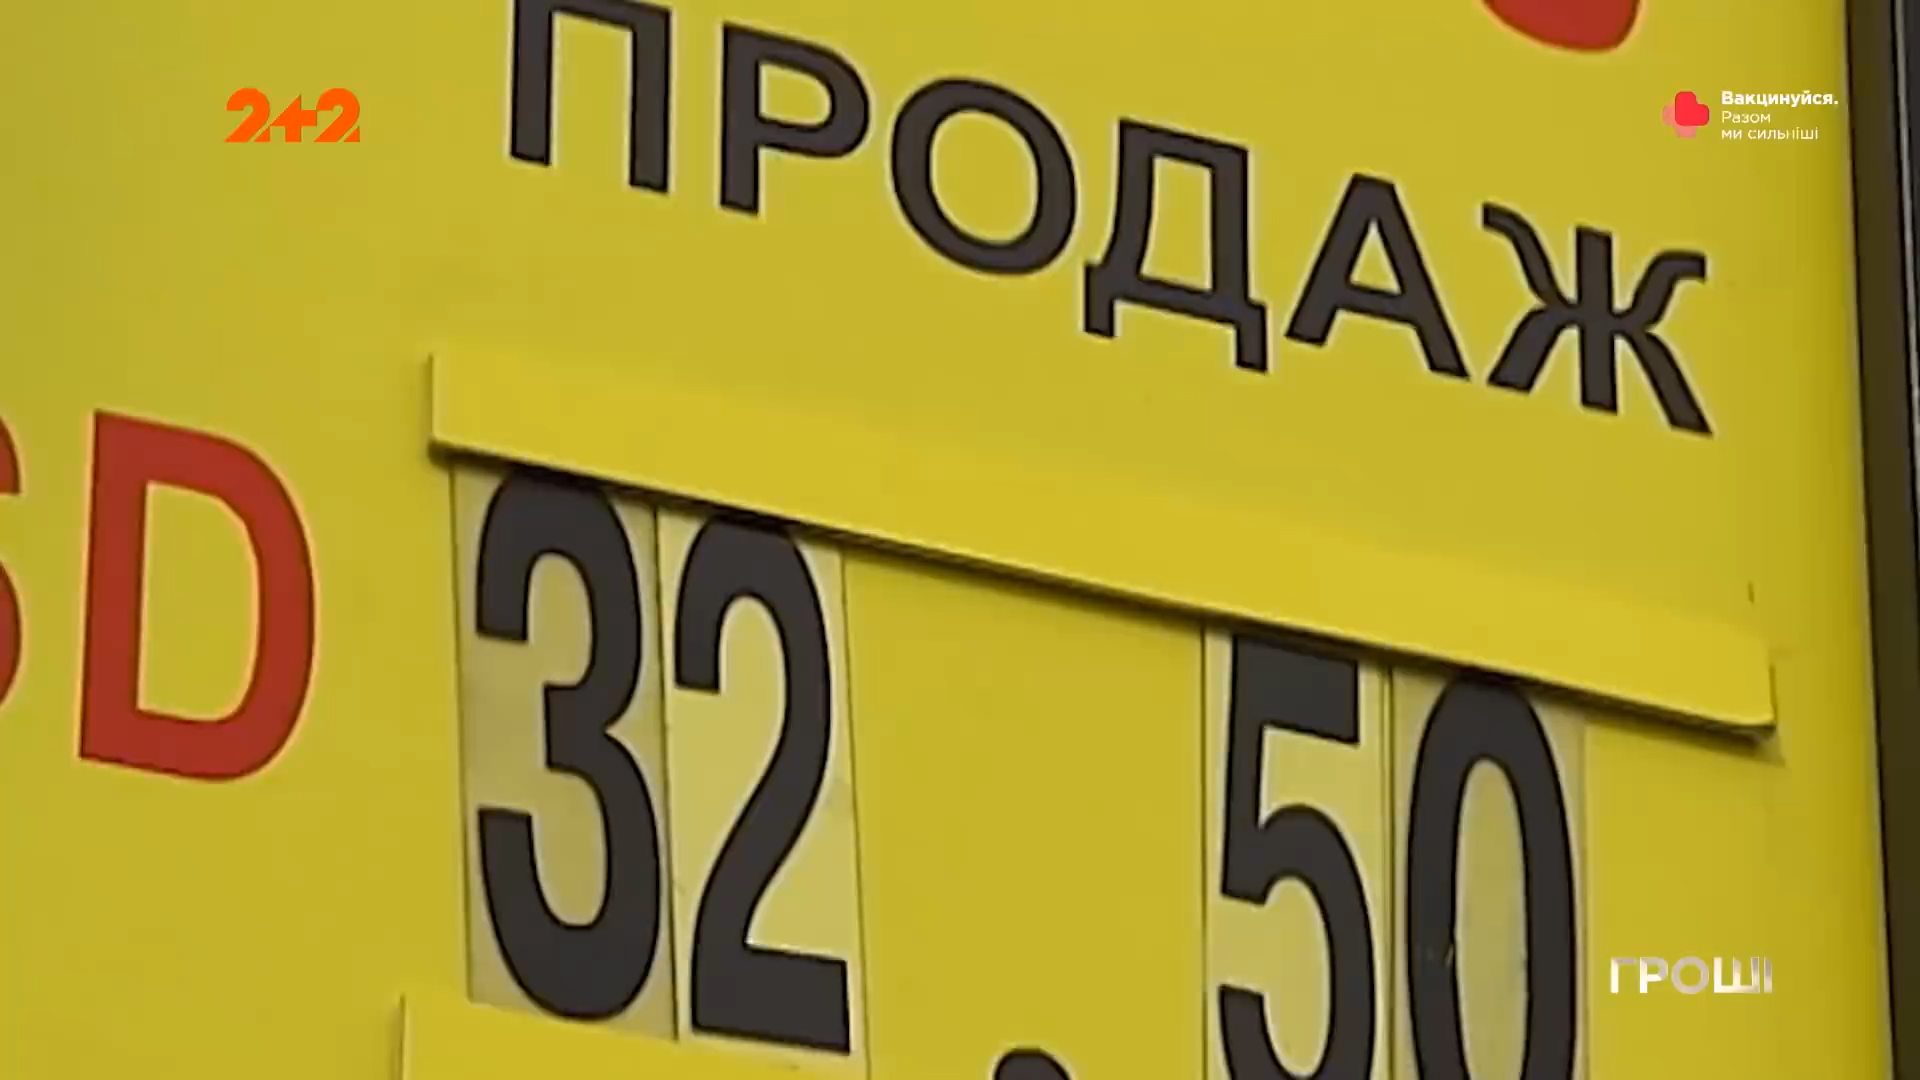 ПРОДАЖ
2+2
Вакцинуйся.
Разом
ми сильніші
SD
32.50
ГРОШІ